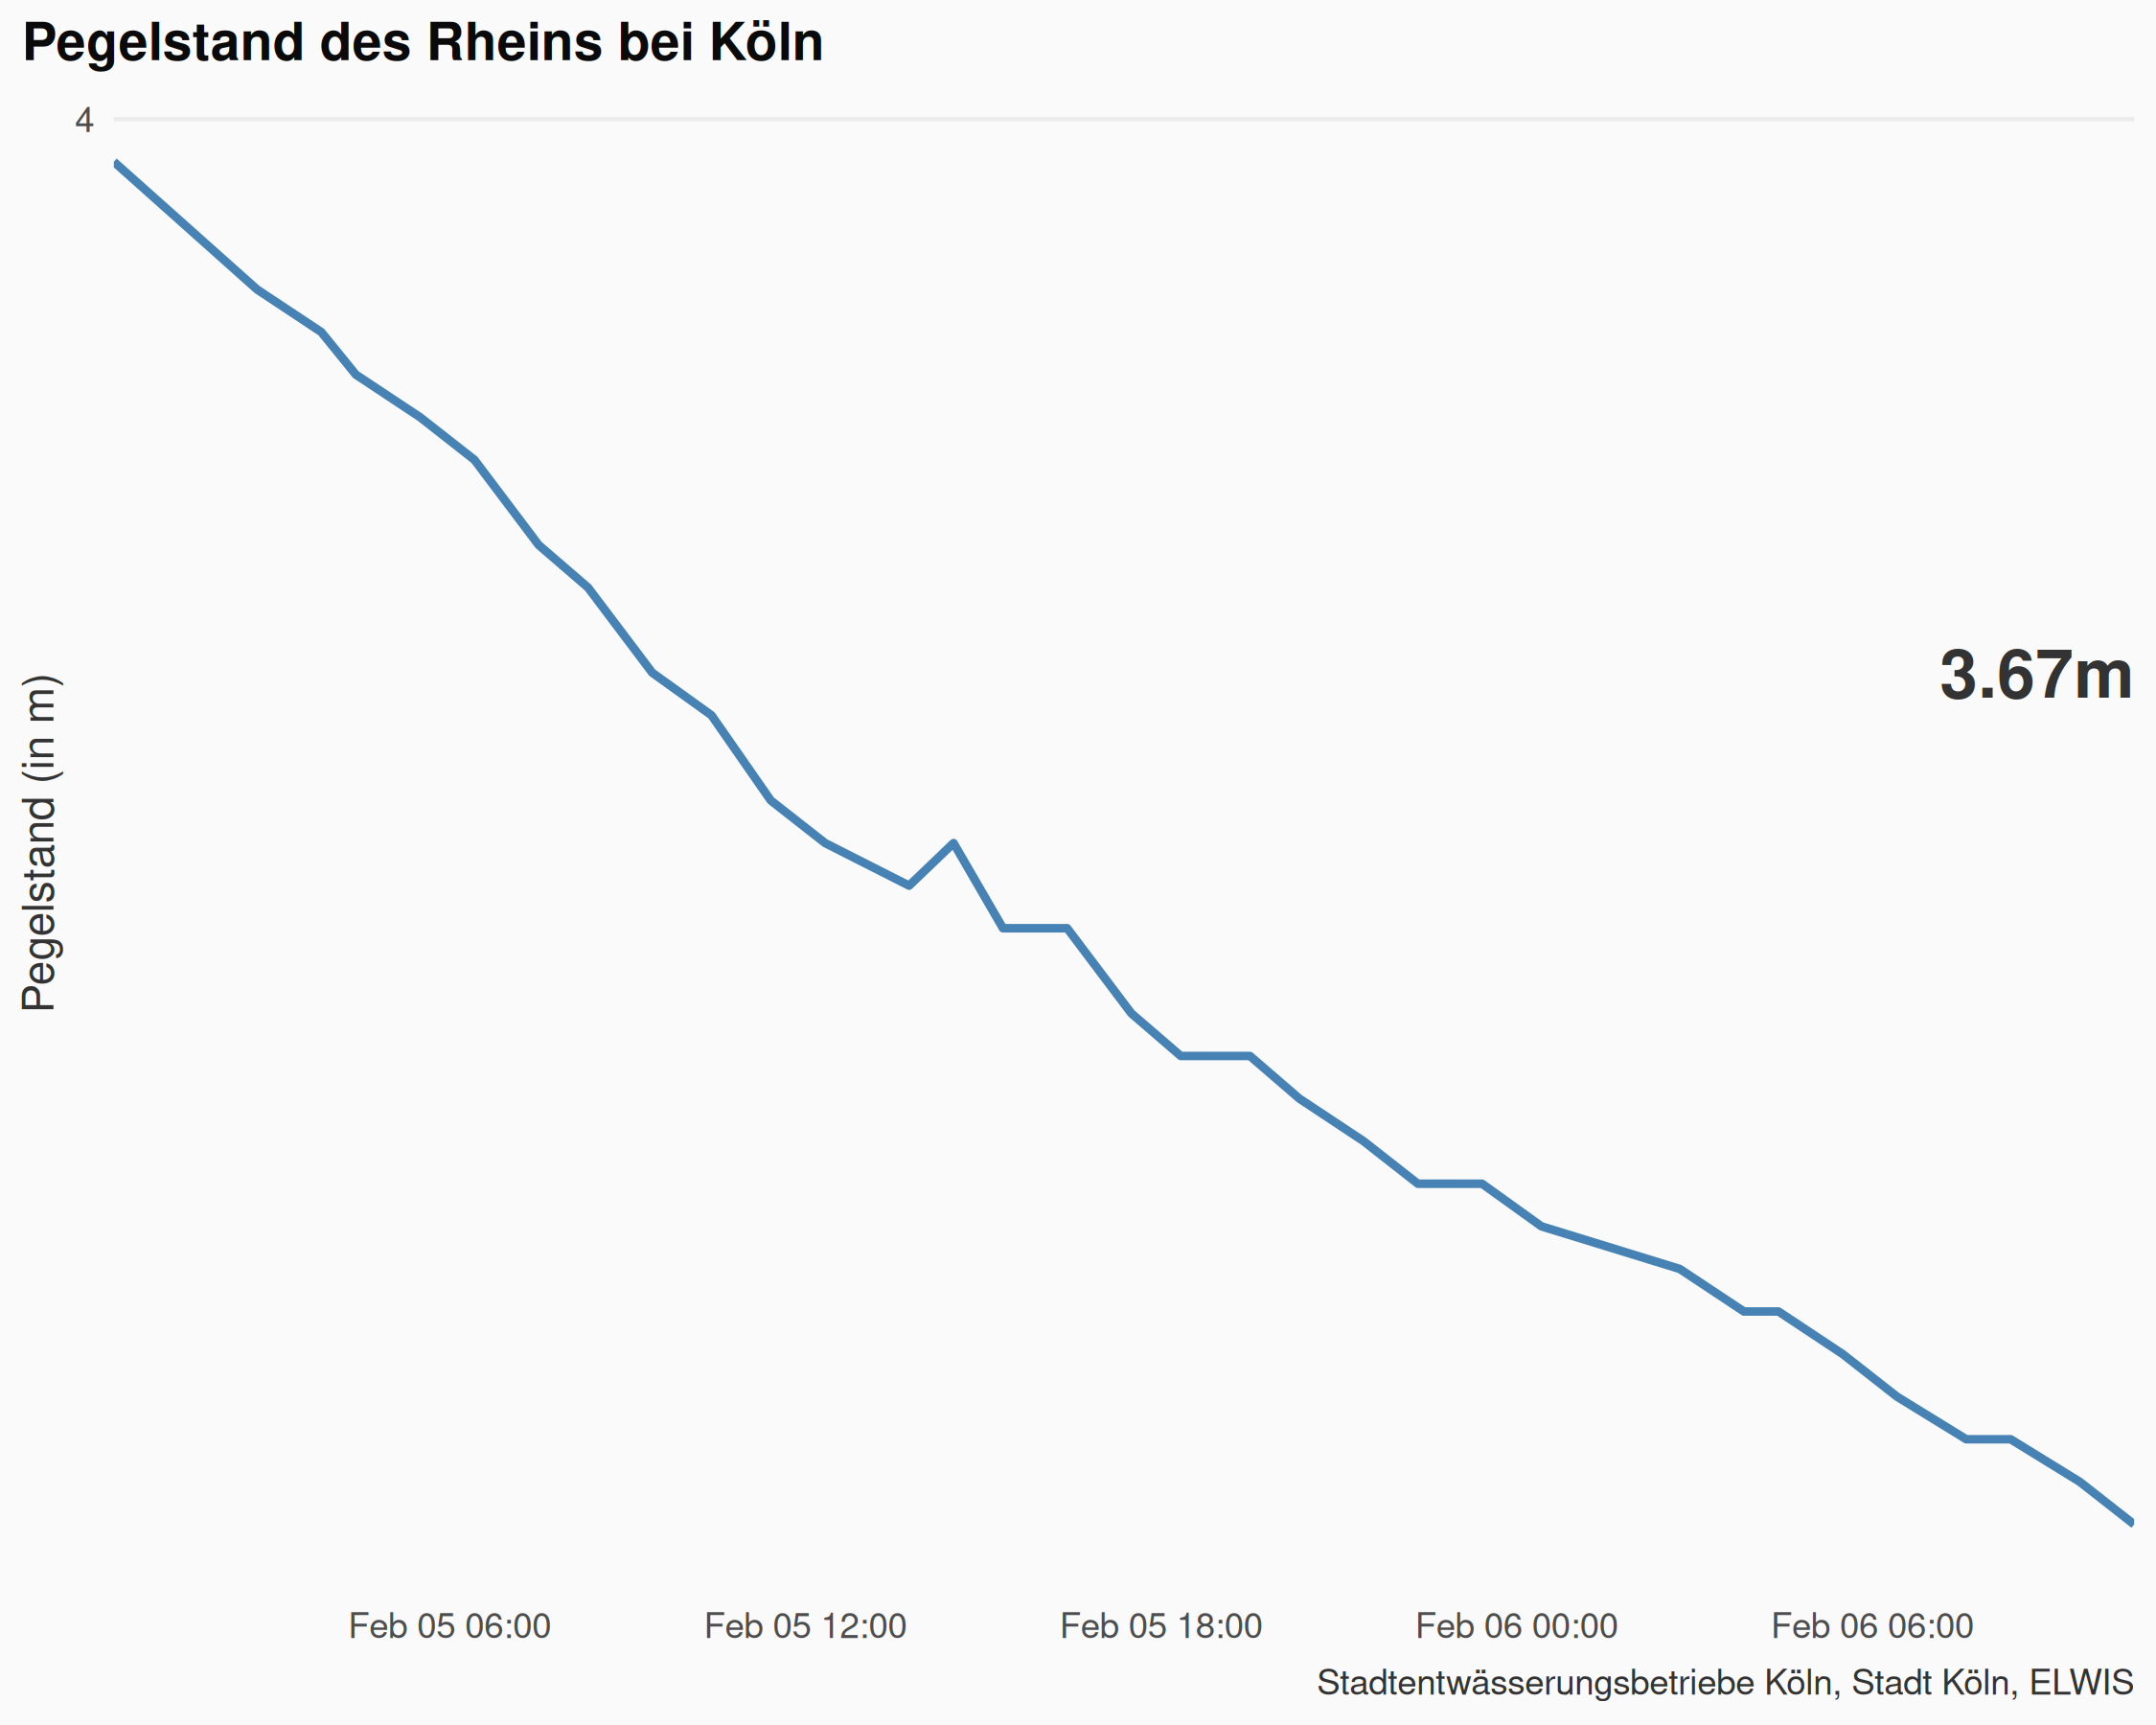 Pegelstand des Rheins bei Köln
4
Pegelstand (in m)
3.67m
Feb 05 06:00
Feb 05 12:00
Feb 05 18:00
Feb 06 00:00
Feb 06 06:00
Stadtentwässerungsbetriebe Köln, Stadt Köln, ELWIS